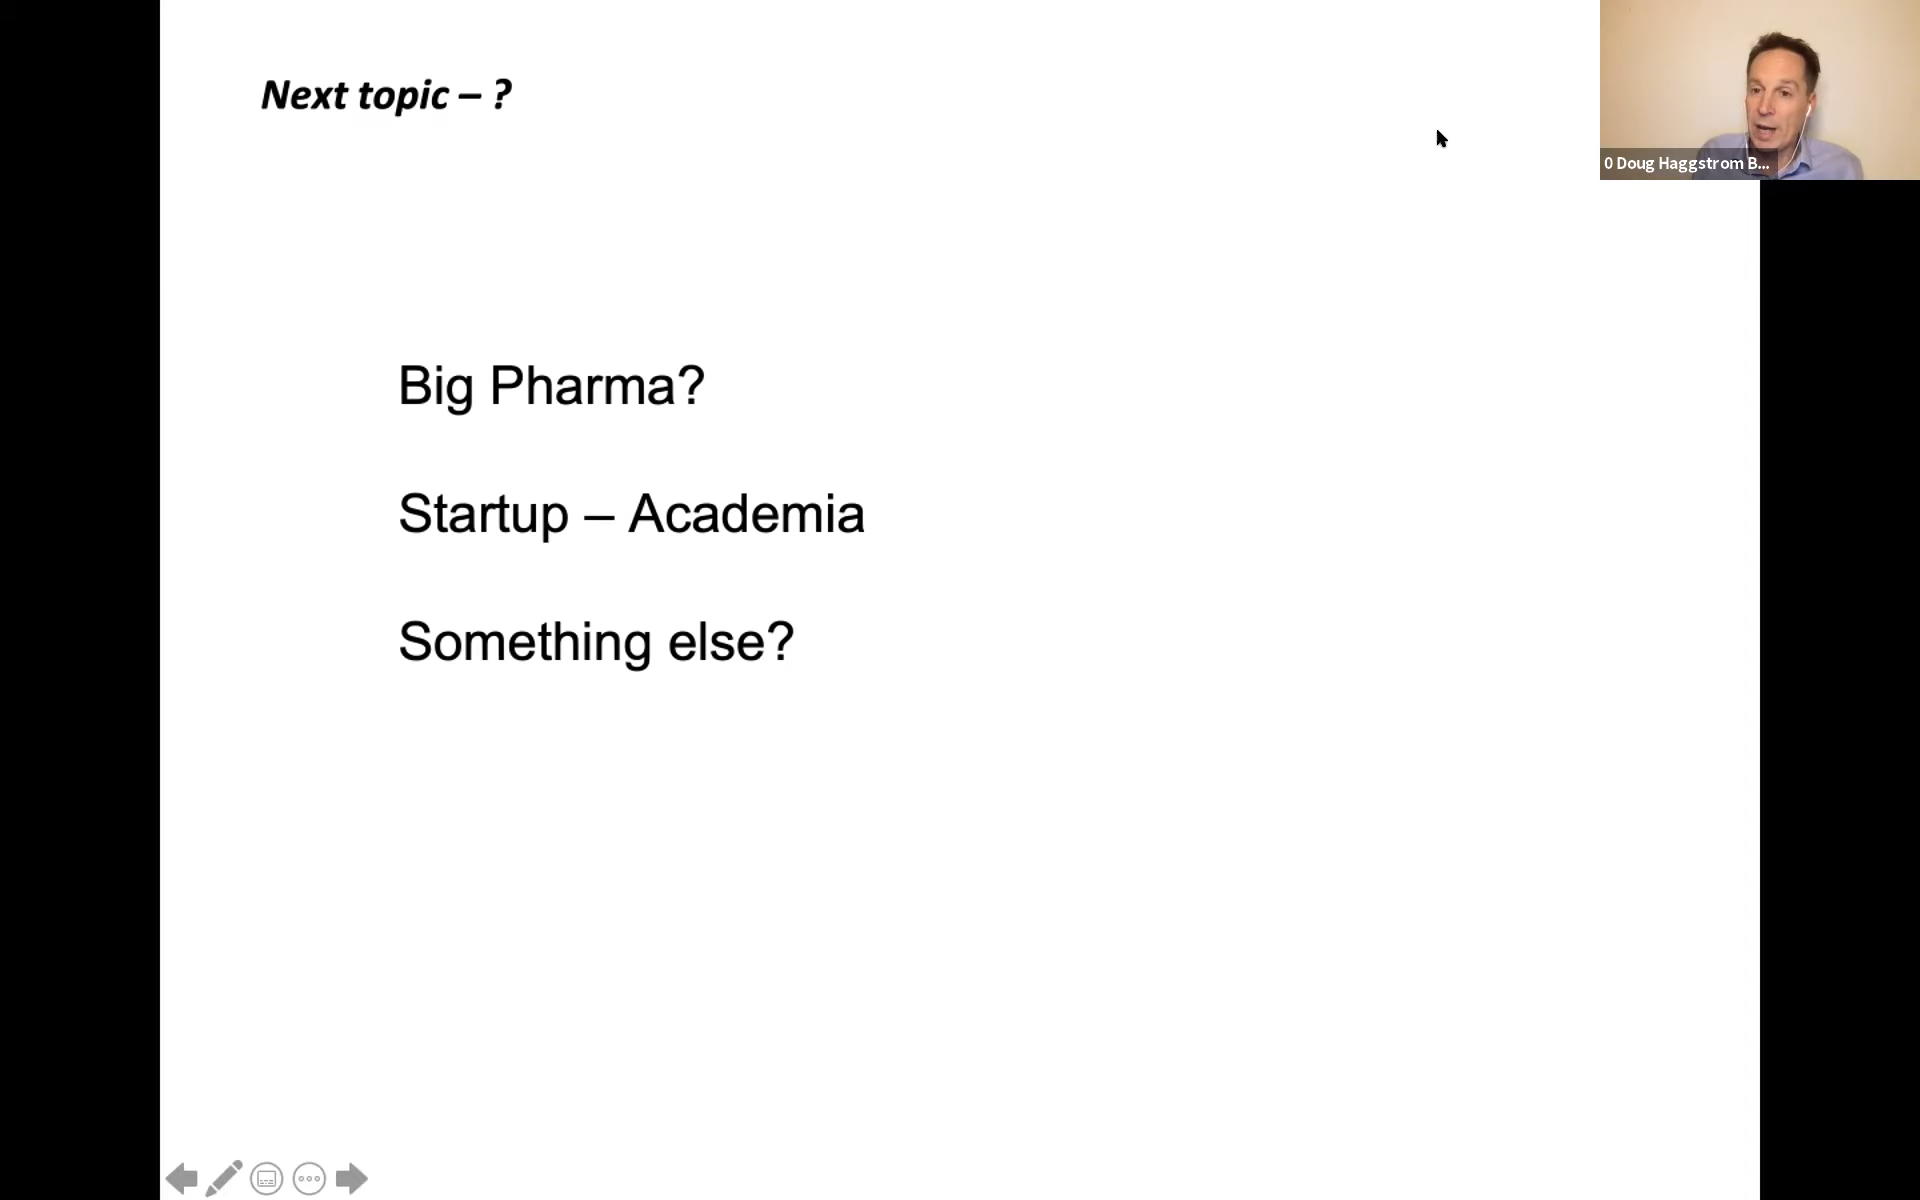 Next topic – ?
0 Doug Haggstrom B...
Big Pharma?
Startup – Academia
Something else?